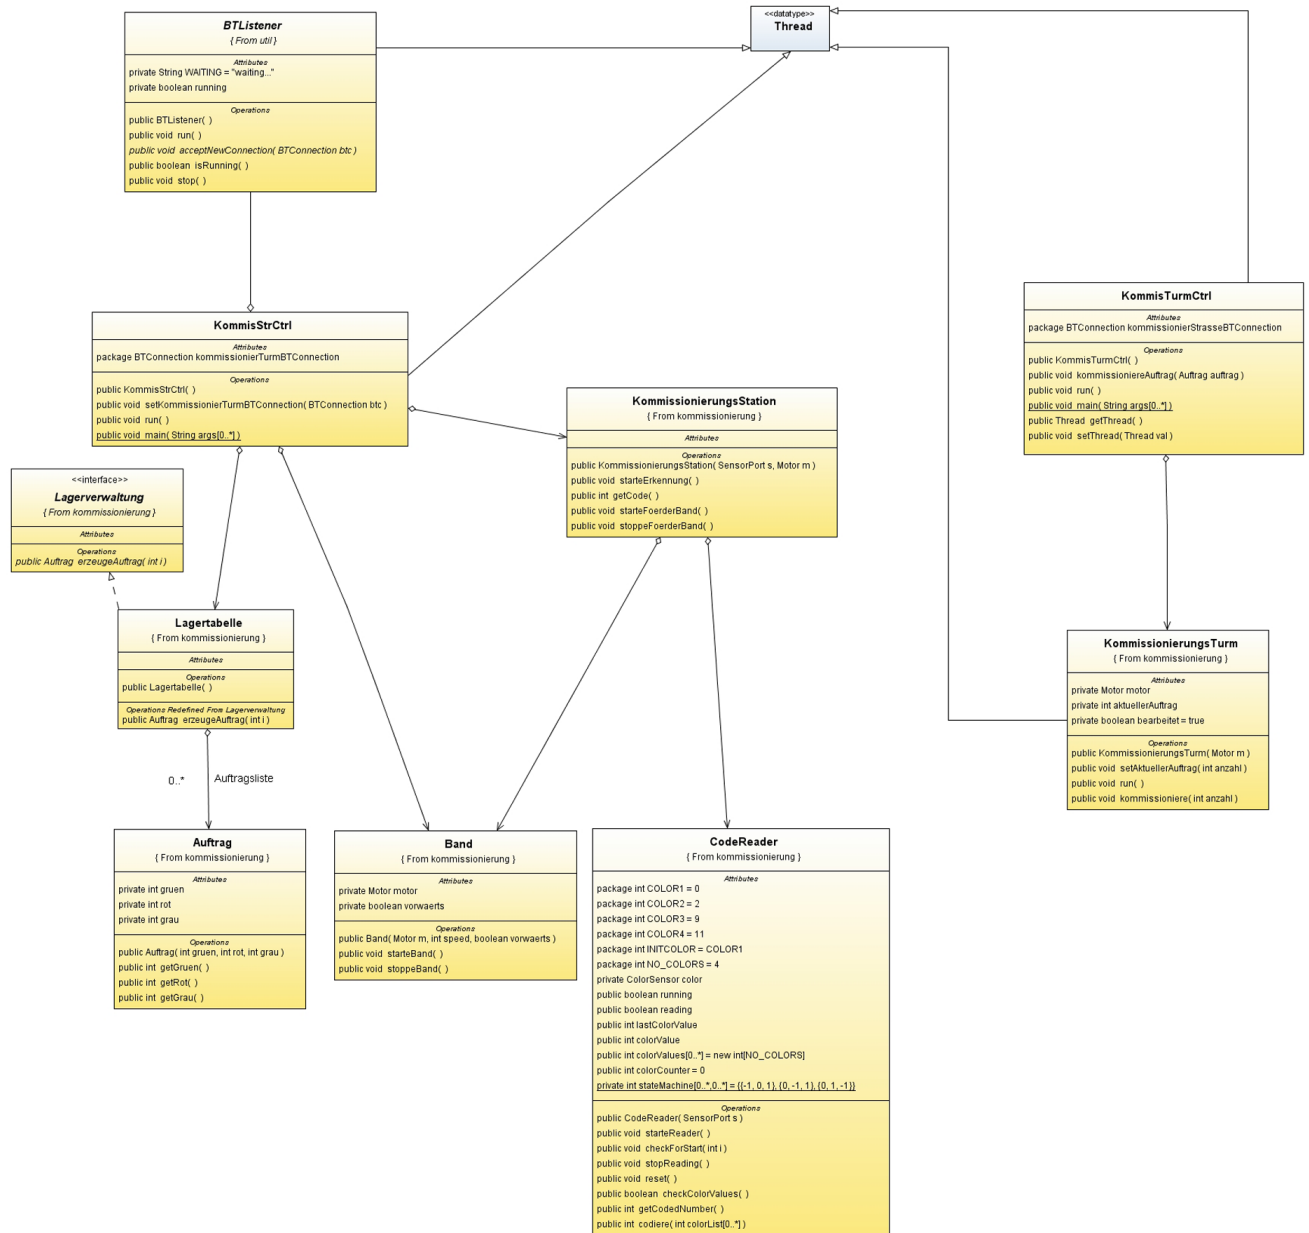 BTListener
{ From util }
Attributes
private String WAITING = "waiting..."
private boolean running
Operations
public BTListener( )
public void run( )
public void acceptNewConnection( BTConnection btc )
public boolean isRunning( )
public void stop( )
<<datatype>>
Thread
KommisStrCtrl
Attributes
package BTConnection kommissionierTurmBTConnection
Operations
public KommisStrCtrl( )
public void setKommissionierTurmBTConnection( BTConnection btc )
public void run( )
public void main( String args[0..*] )
KommisTurmCtrl
Attributes
package BTConnection kommissionierStrasseBTConnection
Operations
public KommisTurmCtrl( )
public void kommissioniereAuftrag( Auftrag auftrag )
public void run( )
public void main( String args[0..*] )
public Thread getThread( )
public void setThread( Thread val )
KommissionierungsStation
{ From kommissionierung }
Attributes
Operations
public KommissionierungsStation( SensorPort s, Motor m )
public void starteErkennung( )
public int getCode( )
public void starteFoerderBand( )
public void stoppeFoerderBand( )
<<interface>>
Lagerverwaltung
{ From kommissionierung }
Attributes
Operations
public Auftrag erzeugeAuftrag( int i )
Lagertabelle
{ From kommissionierung }
Attributes
Operations
public Lagertabelle( )
Operations Redefined From Lagerverwaltung
public Auftrag erzeugeAuftrag( int i )
KommissionierungsTurm
{ From kommissionierung }
Attributes
private Motor motor
private int aktuellerAuftrag
private boolean bearbeitet = true
Operations
public KommissionierungsTurm( Motor m )
public void setAktuellerAuftrag( int anzahl )
public void run( )
public void kommissioniere( int anzahl )
0..* Auftragsliste
Auftrag
{ From kommissionierung }
Attributes
private int gruen
private int rot
private int grau
Operations
public Auftrag( int gruen, int rot, int grau )
public int getGruen( )
public int getRot( )
public int getGrau( )
Band
{ From kommissionierung }
Attributes
private Motor motor
private boolean vorwaerts
Operations
public Band( Motor m, int speed, boolean vorwaerts )
public void starteBand( )
public void stoppeBand( )
CodeReader
{ From kommissionierung }
Attributes
package int COLOR1 = 0
package int COLOR2 = 2
package int COLOR3 = 9
package int COLOR4 = 11
package int INITCOLOR = COLOR1
package int NO_COLORS = 4
private ColorSensor color
public boolean running
public boolean reading
public int lastColorValue
public int colorValue
public int colorValues[0..*] = new int[NO_COLORS]
public int colorCounter = 0
private int stateMachine[0..*,0..*] = {{-1, 0, 1}, {0, -1, 1}, {0, 1, -1}}
Operations
public CodeReader( SensorPort s )
public void starteReader( )
public void checkForStart( int i )
public void stopReading( )
public void reset( )
public boolean checkColorValues( )
public int getCodedNumber( )
public int codiere( int colorList[0..*] )